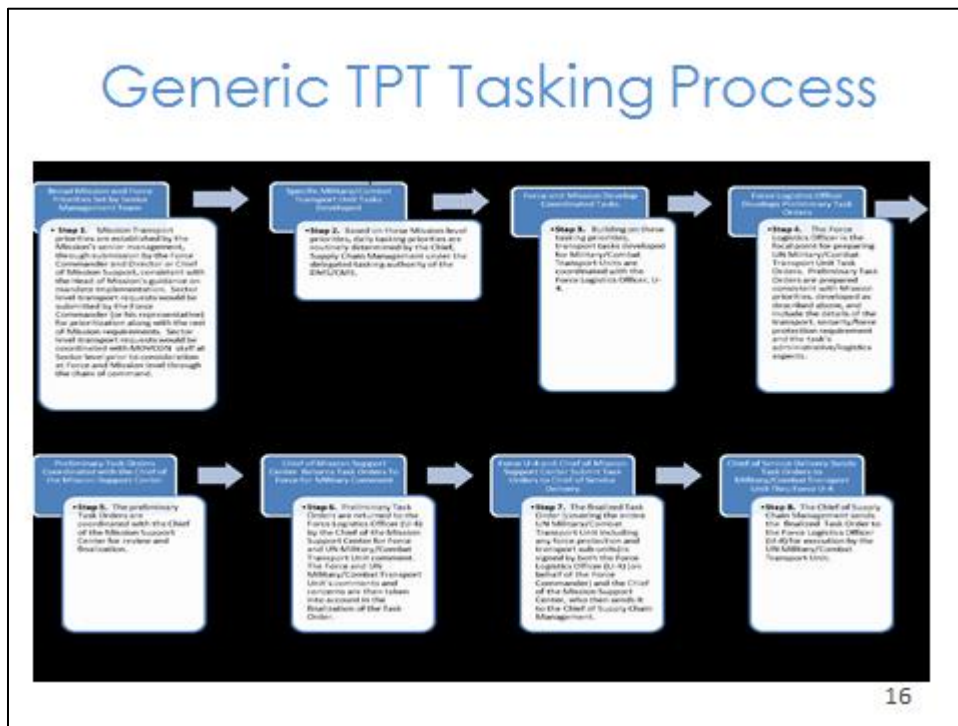 Generic TPT Tasking Process
Broad Mission and Force
Priorities Set by Senior
Management Team
• Step 1. Mission Transport
priorities are established by the
Mission's senior management,
through submission by the Force
Commander and Director or Chief
of Mission Support, consistent with
the Head of Mission's guidance on
mandate implementation. Sector
level transport requests would be
submitted by the Force
Commander (or his representative)
for prioritization along with the rest
of Mission requirements. Sector
level transport requests would be
coordinated with MOVCON staff at
Sector level prior to consideration
at Force and Mission level through
the chain of command.
Specific Military/Combat
Transport Unit Tasks
Developed
•Step 2. Based on these Mission level
priorities, daily tasking priorities are
routinely determined by the Chief,
Supply Chain Management under the
delegated tasking authority of the
DMS/CMS.
Force and Mission Develop
Coordinated Tasks
•Step 3. Building on these
tasking priorities,
transport tasks developed
for Military/Combat
Transport Units are
coordinated with the
Force Logistics Officer, U-
4.
Force Logistics Officer
Develops Preliminary Task
Orders
•Step 4. The Force
Logistics Officer is the
focal point for preparing
UN Military/Combat
Transport Unit Task
Orders. Preliminary Task
Orders are prepared
consistent with Mission
priorities, developed as
described above, and
include the details of the
transport, security/force
protection requirement
and the task's
administrative/logistics
aspects.
Preliminary Task Orders
Coordinated with the Chief of
the Mission Support Center
•Step 5. The preliminary
Task Orders are
coordinated with the Chief
of the Mission Support
Center for review and
finalization.
Chief of Mission Support
Center Returns Task Orders To
Force for Military Comment
•Step 6. Preliminary Task
Orders are returned to the
Force Logistics Officer (U-4) by
the Chief of the Mission
Support Center for Force
and UN Military/Combat
Transport Unit comment.
The Force and UN
Military/Combat Transport
Unit's comments and
concerns are then taken
into account in the
finalization of the Task
Order.
Force U-4 and Chief of Mission
Support Center Submit Task
Orders to Chief of Service
Delivery
•Step 7. The finalized Task
Order (covering the entire
UN Military/Combat
Transport Unit including
any force protection and
transport sub units) is
signed by both the Force
Logistics Officer (U-4) (on
behalf of the Force
Commander) and the Chief
of the Mission Support
Center, who then sends it
to the Chief of Supply Chain
Management.
Chief of Service Delivery Sends
Task Orders to
Military/Combat Transport
Unit Thru Force U-4
•Step 8. The Chief of Supply
Chain Management sends
the finalized Task Order to
the Force Logistics Officer
(U-4) for execution by the
UN Military/Combat
Transport Unit.
16